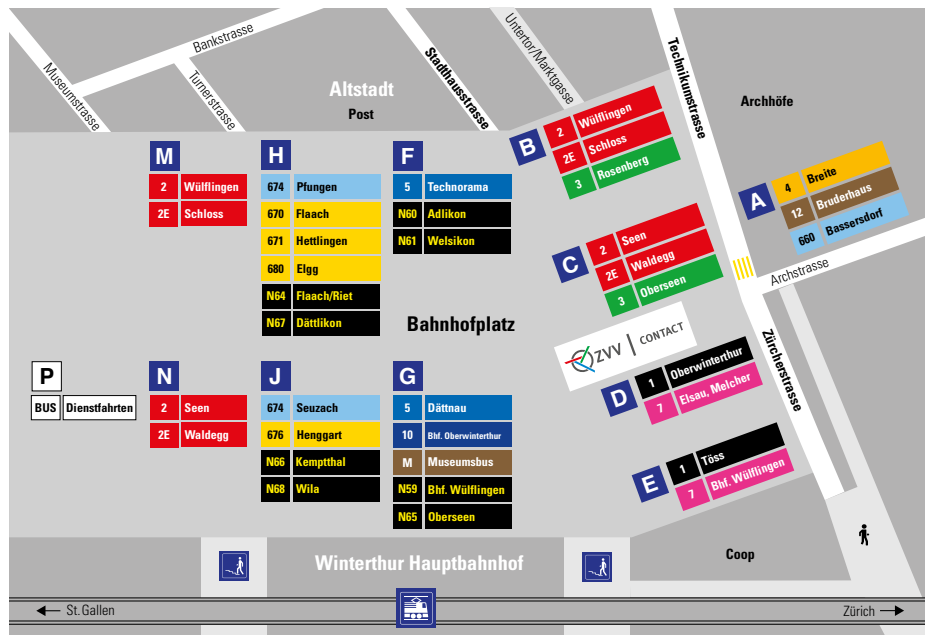 Museumstrasse
Bankstrasse
Turnerstrasse
Altstadt
Post
Stadthausstrasse
Untertor/Marktgasse
Technikumstrasse
Archhöfe
M
2 Wülflingen
2E Schloss
H
674 Pfungen
670 Flaach
671 Hettlingen
680 Elgg
N64 Flaach/Riet
N67 Dättlikon
F
5 Technorama
N60 Adlikon
N61 Welsikon
B
2 Wülflingen
2E Schloss
3 Rosenberg
A
4 Breite
12 Bruderhaus
660 Bassersdorf
C
2 Seen
2E Waldegg
3 Oberseen
Archstrasse
Bahnhofplatz
ZVV | CONTACT
Zürcherstrasse
P
BUS Dienstfahrten
N
2 Seen
2E Waldegg
J
674 Seuzach
676 Henggart
N66 Kemptthal
N68 Wila
G
5 Dättnau
10 Bhf. Oberwinterthur
M Museumsbus
N59 Bhf. Wülflingen
N65 Oberseen
D
1 Oberwinterthur
7 Elsau, Melcher
E
1 Töss
7 Bhf. Wülflingen
Winterthur Hauptbahnhof
Coop
St. Gallen
Zürich